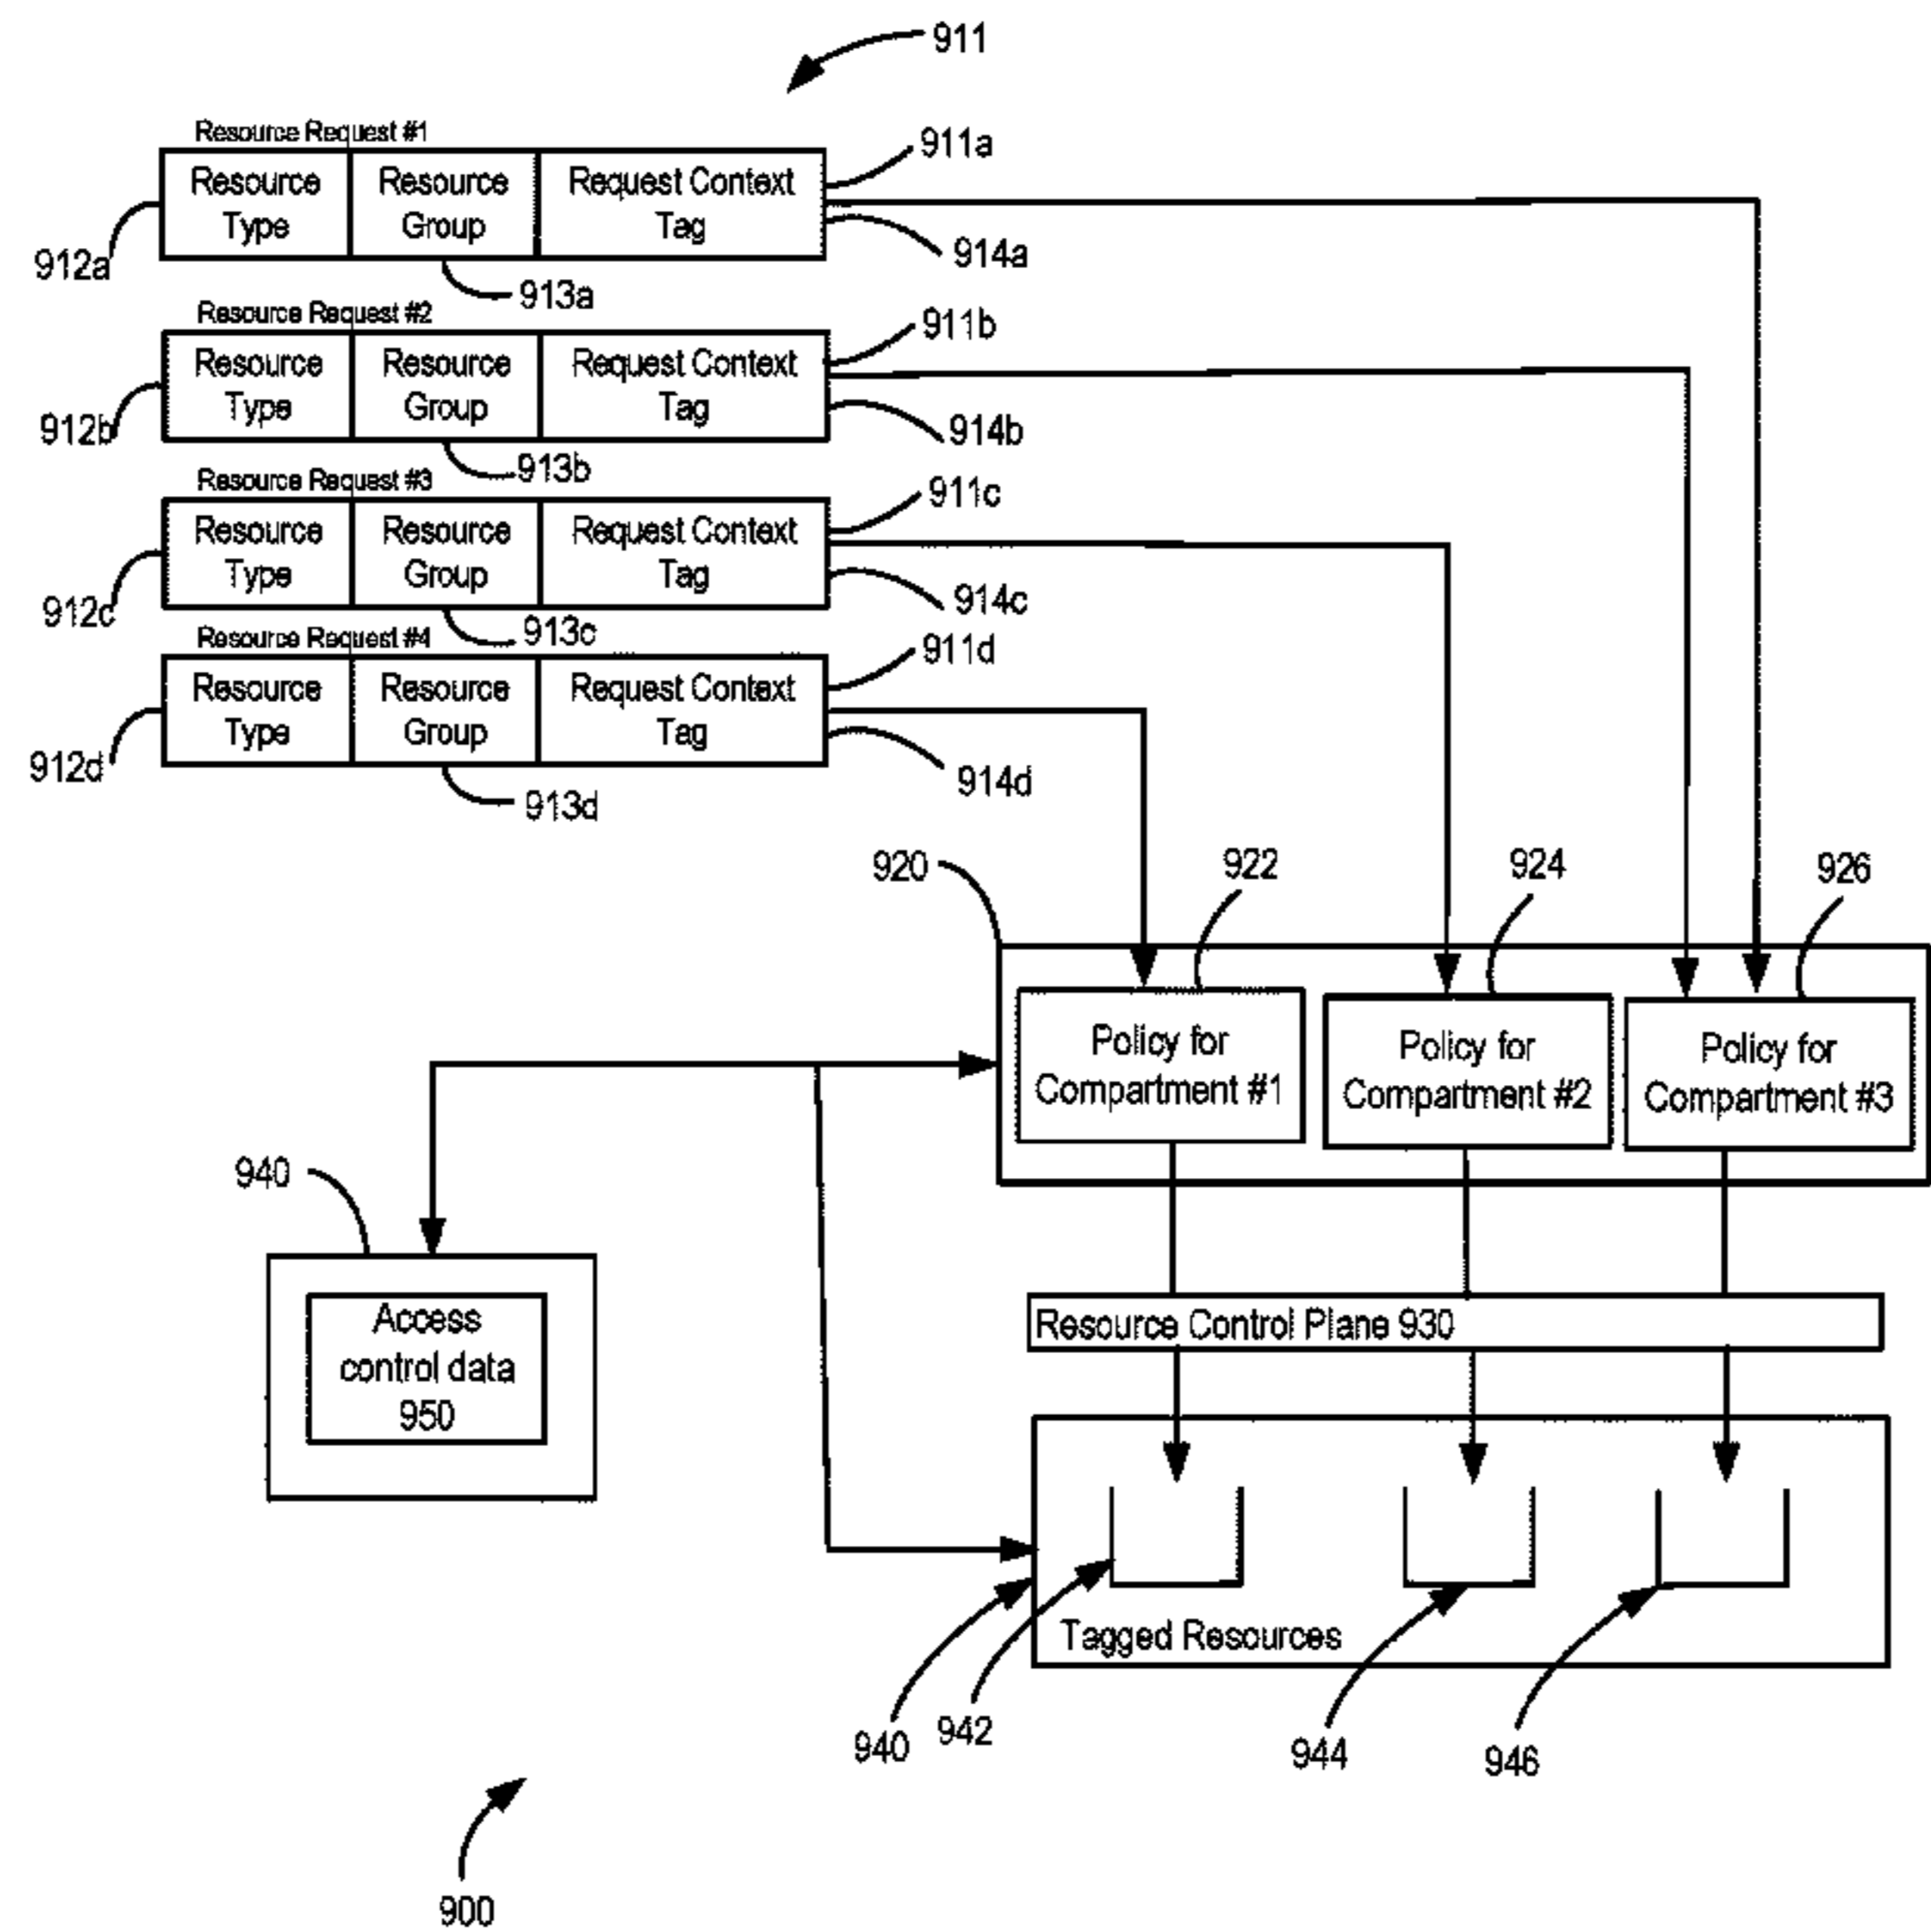 911
Resource Request #1
911a
Resource Type
Resource Group
Request Context Tag
912a
914a
913a
Resource Request #2
911b
Resource Type
Resource Group
Request Context Tag
912b
914b
913b
Resource Request #3
911c
Resource Type
Resource Group
Request Context Tag
912c
914c
913c
Resource Request #4
911d
Resource Type
Resource Group
Request Context Tag
912d
914d
913d
920
922
924
926
Policy for
Compartment #1
Policy for
Compartment #2
Policy for
Compartment #3
940
Access
control data
950
Resource Control Plane 930
Tagged Resources
940
942
944
946
900